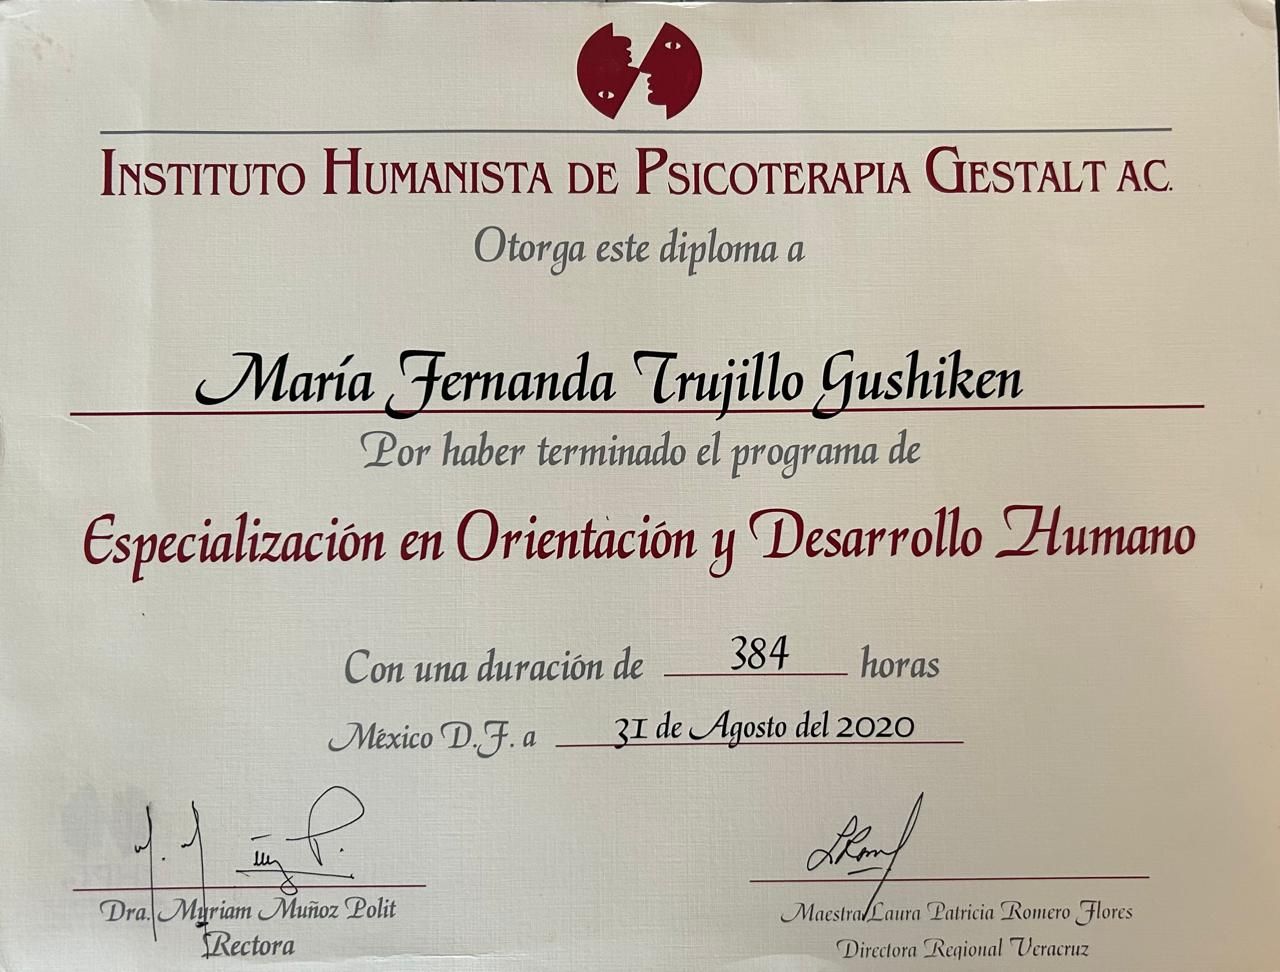 INSTITUTO HUMANISTA DE PSICOTERAPIA GESTALT A.C.
Otorga este diploma a
María Fernanda Trujillo Gushiken
Por haber terminado el programa de
Especialización en Orientación y Desarrollo Humano
Con una duración de 384 horas
México D.F. a 31 de Agosto del 2020
Dra. Myriam Muñoz Polit
Rectora
Maestra Laura Patricia Romero Flores
Directora Regional Veracruz